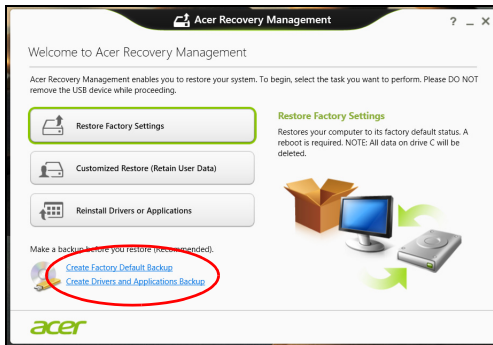 Acer Recovery Management
? _ X
Welcome to Acer Recovery Management
Acer Recovery Management enables you to restore your system. To begin, select the task you want to perform. Please DO NOT
remove the USB device while proceeding.
Restore Factory Settings
Customized Restore (Retain User Data)
Reinstall Drivers or Applications
Restore Factory Settings
Restores your computer to its factory default status. A
reboot is required. NOTE: All data on drive C will be
deleted.
Make a backup before you restore (Recommended).
Create Factory Default Backup
Create Drivers and Applications Backup
acer